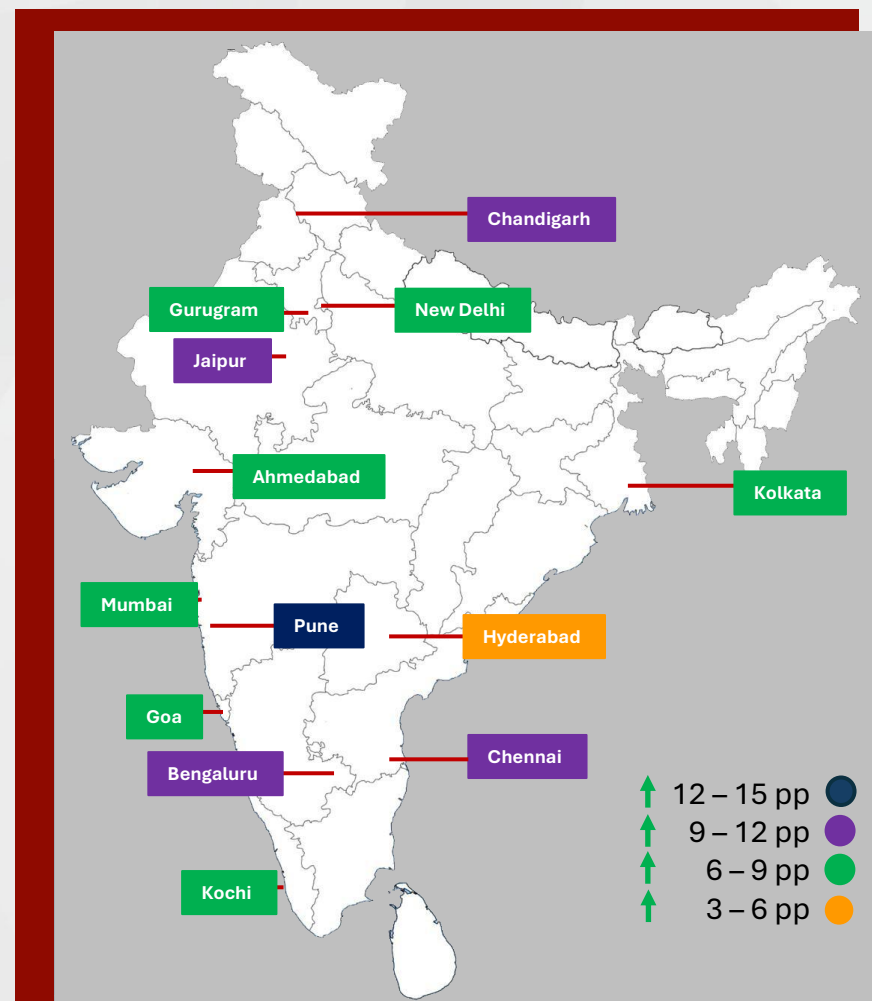 Chandigarh
Gurugram
New Delhi
Jaipur
Ahmedabad
Kolkata
Mumbai
Pune
Hyderabad
Goa
Chennai
Bengaluru
12 – 15 pp
9 – 12 pp
6 – 9 pp
Kochi
3 – 6 pp